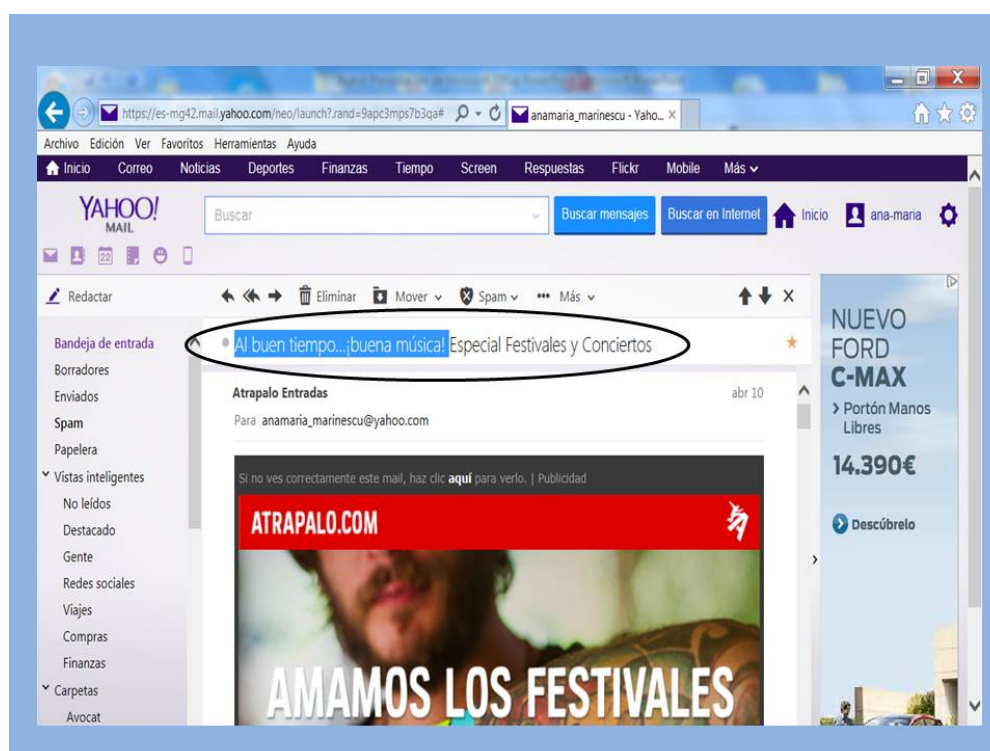 X
https://es-mg42.mail.yahoo.com/neo/launch?.rand=9apc3mps7b3qa# anamaria_marinescu - Yaho... ×
Archivo Edición Ver Favoritos Herramientas Ayuda
Inicio Correo Noticias Deportes Finanzas Tiempo Screen Respuestas Flickr Mobile Más
YAHOO!
MAIL
Buscar Buscar mensajes Buscar en Internet Inicio ana-maria
22
Redactar Eliminar Mover Spam ••• Más ×
Al buen tiempo...¡buena música! Especial Festivales y Conciertos
Atrapalo Entradas abr 10
Para anamaria_marinescu@yahoo.com
Si no ves correctamente este mail, haz clic aquí para verlo. | Publicidad
ATRAPALO.COM
AMAMOS LOS FESTIVALES
Bandeja de entrada
Borradores
Enviados
Spam
Papelera
Vistas inteligentes
No leídos
Destacado
Gente
Redes sociales
Viajes
Compras
Finanzas
Carpetas
Avocat
NUEVO
FORD
C-MAX
Portón Manos
Libres
14.390€
Descúbrelo